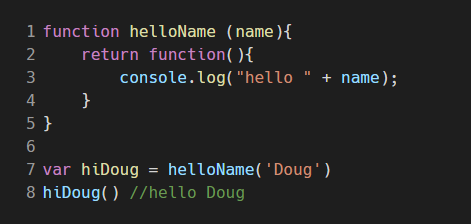 1 function helloName (name){
2     return function(){
3         console.log("hello " + name);
4     }
5 }
6
7 var hiDoug = helloName('Doug')
8 hiDoug() //hello Doug